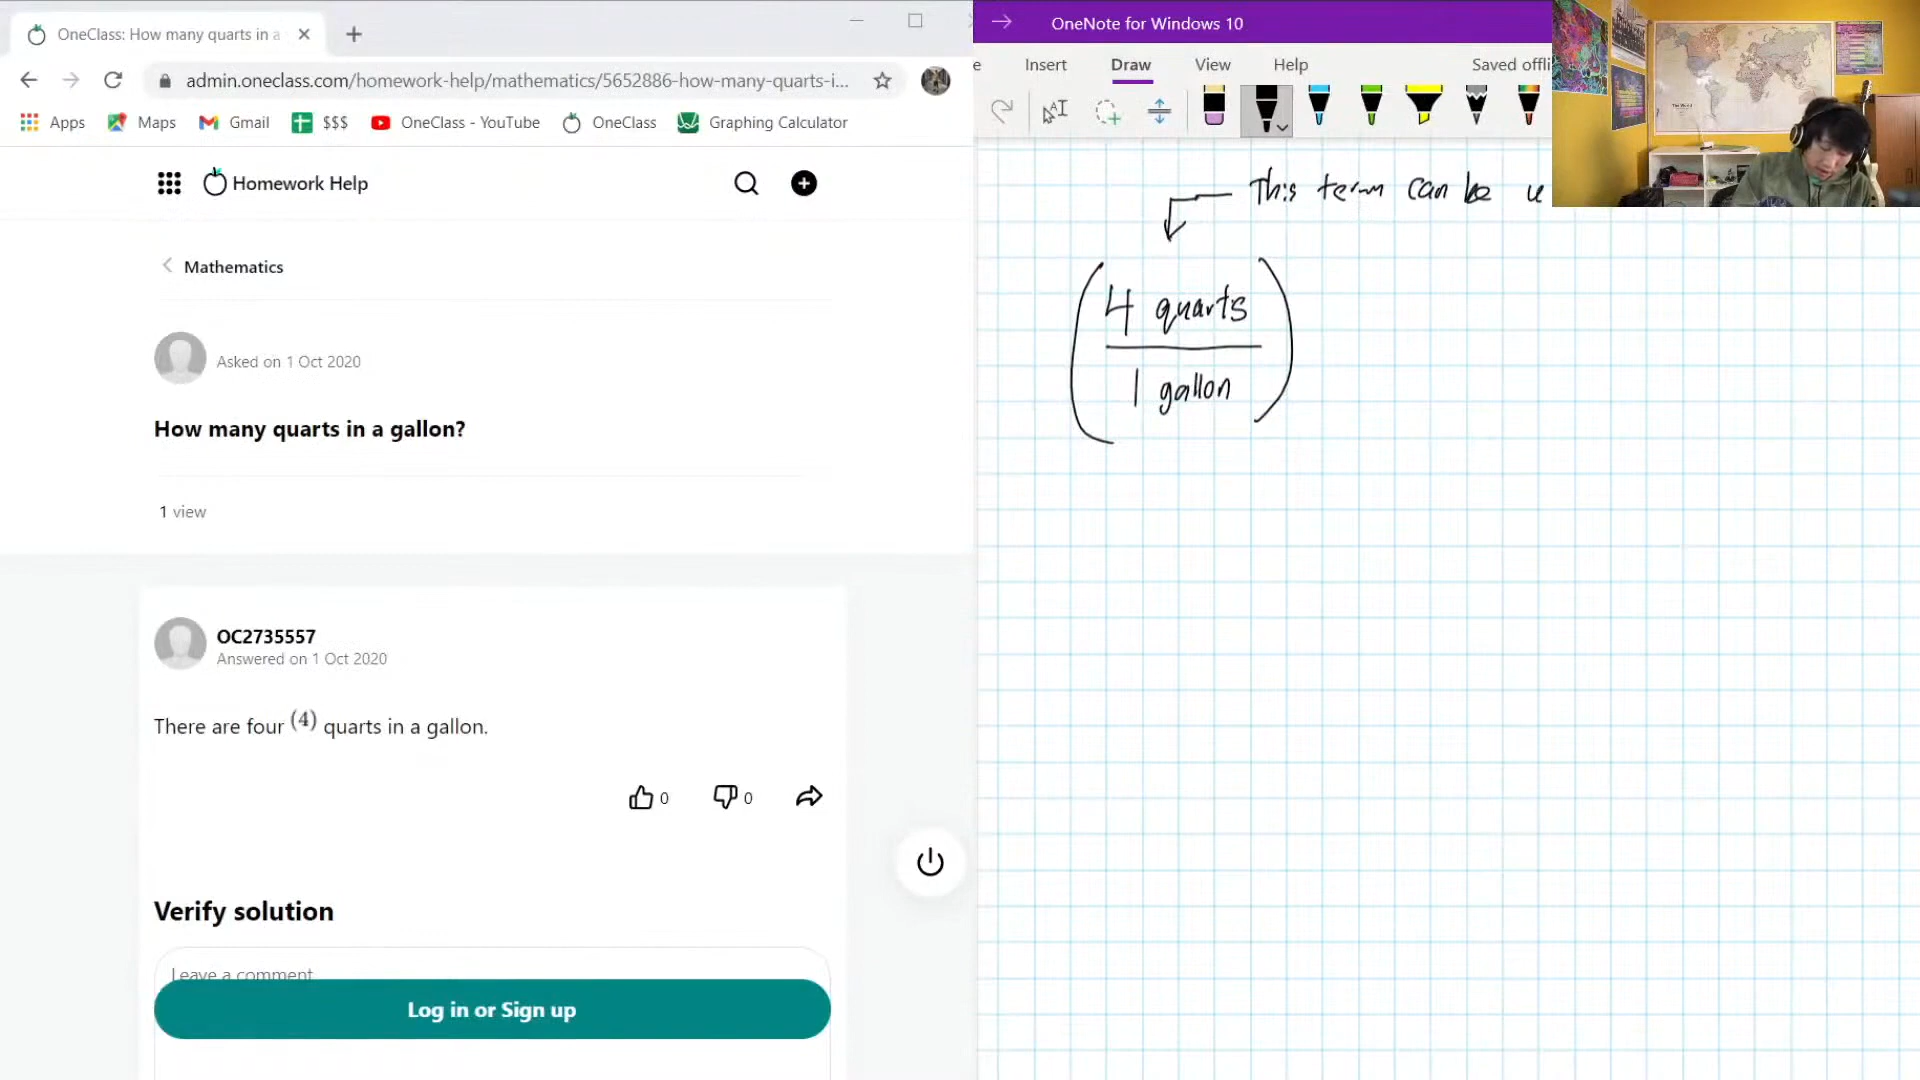 OneClass: How many quarts in a
admin.oneclass.com/homework-help/mathematics/5652886-how-many-quarts-i...
Apps Maps Gmail $$$ OneClass - YouTube OneClass Graphing Calculator
Homework Help
Mathematics
Asked on 1 Oct 2020
How many quarts in a gallon?
1 view
OC2735557
Answered on 1 Oct 2020
There are four (4) quarts in a gallon.
0 0
Verify solution
Leave a comment
Log in or Sign up
OneNote for Windows 10
e Insert Draw View Help Saved offli
This term can be u
4 quarts
1 gallon